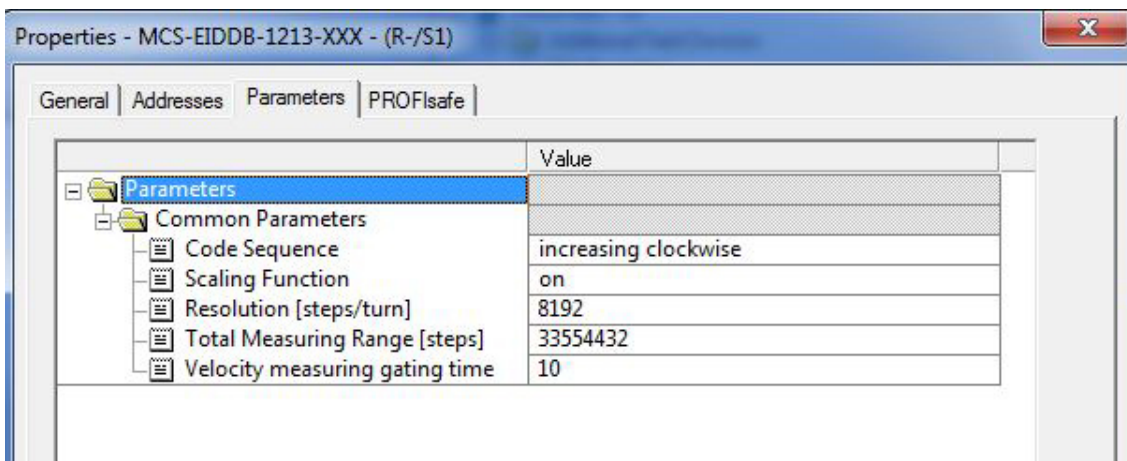 Properties - MCS-EIDDB-1213-XXX - (R-/S1)
General Addresses Parameters PROFIsafe
Value
Parameters
Common Parameters
Code Sequence increasing clockwise
Scaling Function on
Resolution [steps/turn] 8192
Total Measuring Range [steps] 33554432
Velocity measuring gating time 10